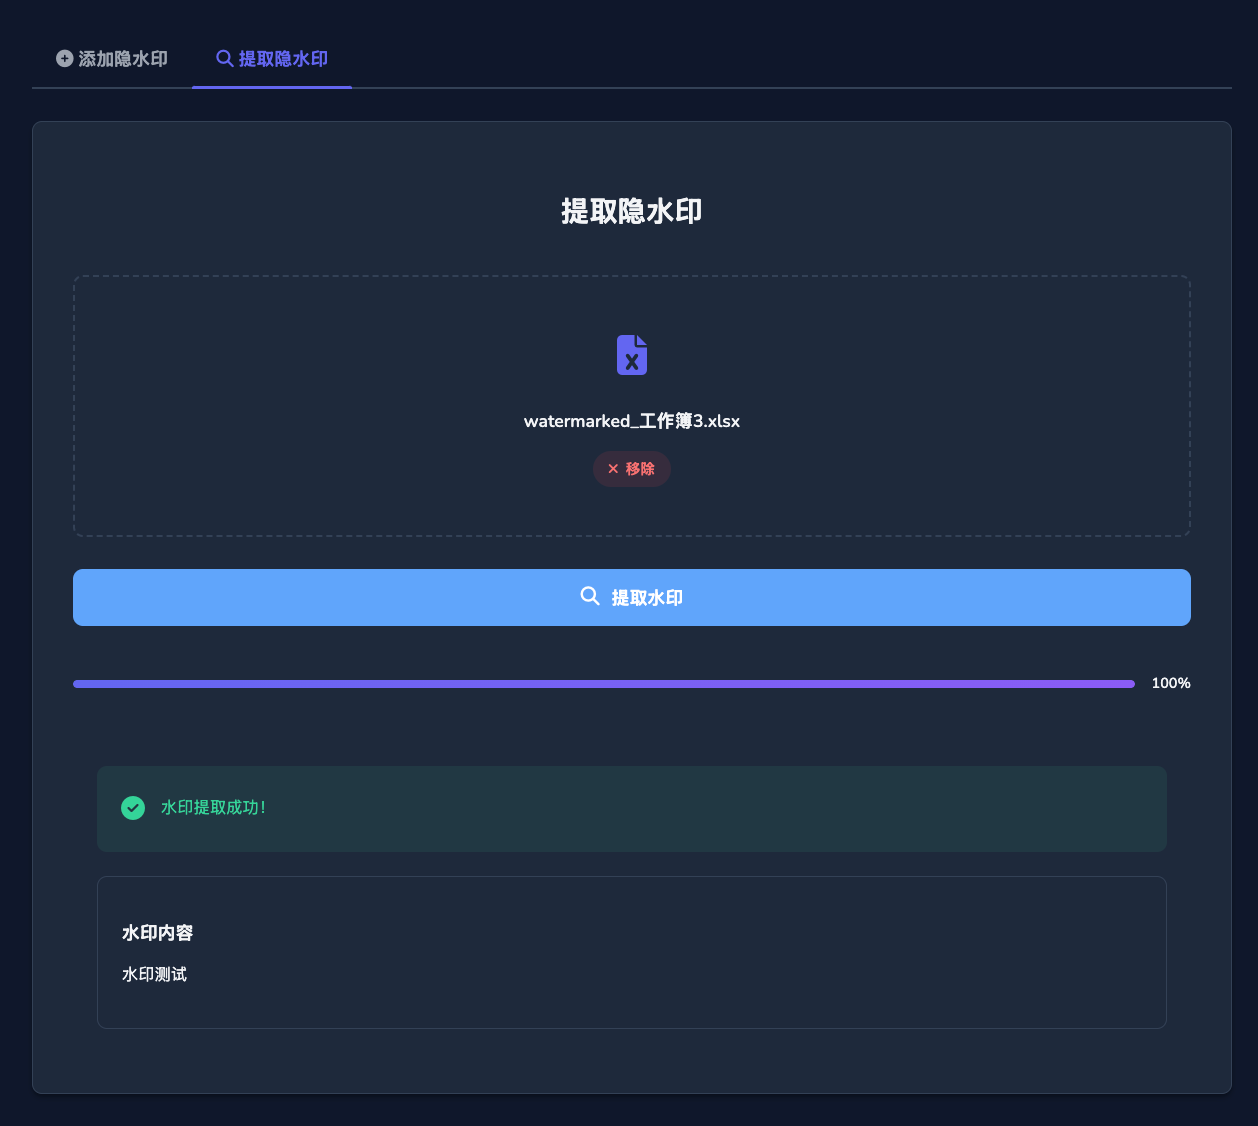 添加隐水印
提取隐水印
提取隐水印
watermarked_工作簿3.xlsx
移除
提取水印
100%
水印提取成功!
水印内容
水印测试